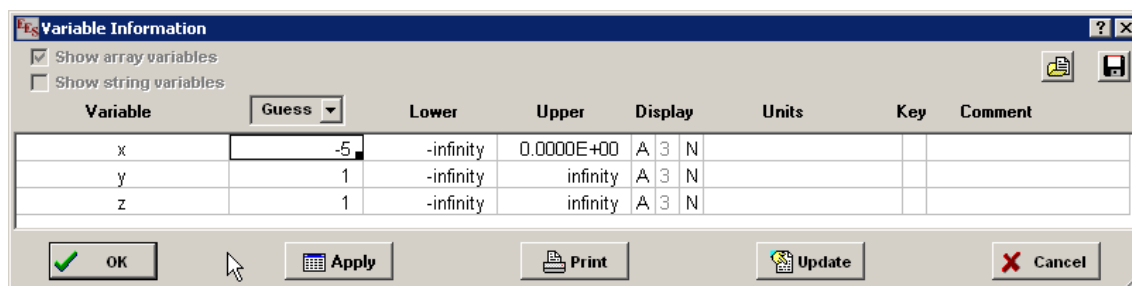 EES Variable Information
Show array variables
Show string variables
Variable Guess Lower Upper Display Units Key Comment
x -5 -infinity 0.0000E+00 A 3 N
y 1 -infinity infinity A 3 N
z 1 -infinity infinity A 3 N
OK Apply Print Update Cancel